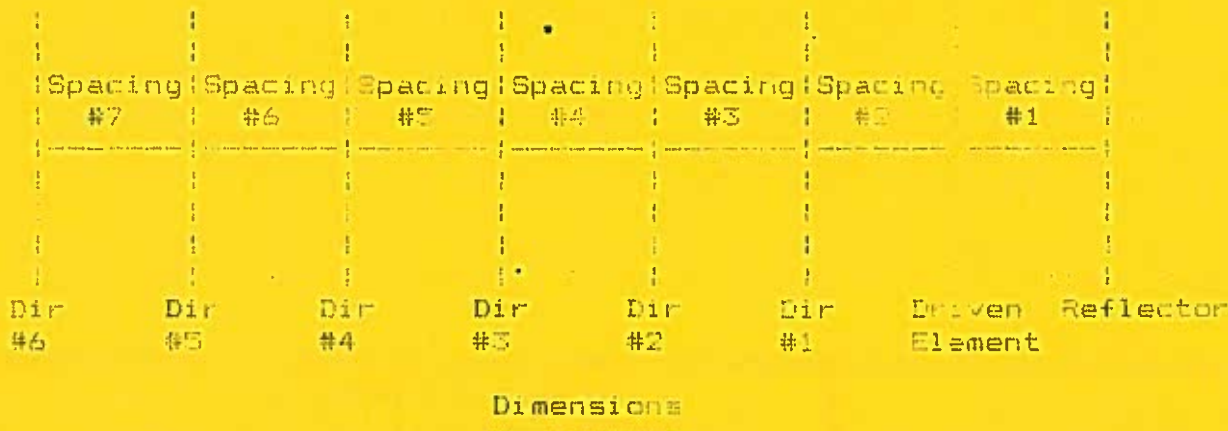 Spacing Spacing Spacing Spacing Spacing Spacing Spacing
#7 #6 #5 #4 #3 #2 #1
Dir Dir Dir Dir Dir Dir Driven Reflector
#6 #5 #4 #3 #2 #1 Element
Dimensions